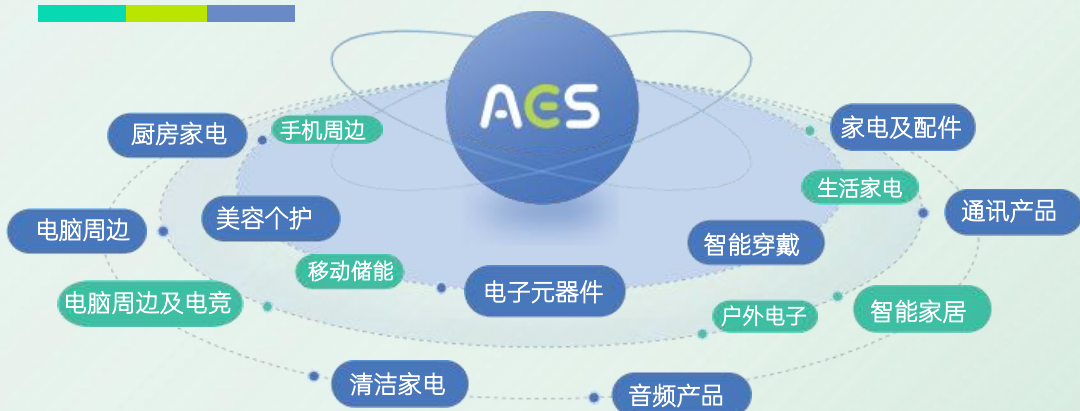 AES
厨房家电
手机周边
家电及配件
生活家电
电脑周边
美容个护
通讯产品
智能穿戴
移动储能
电子元器件
电脑周边及电竞
户外电子
智能家居
清洁家电
音频产品